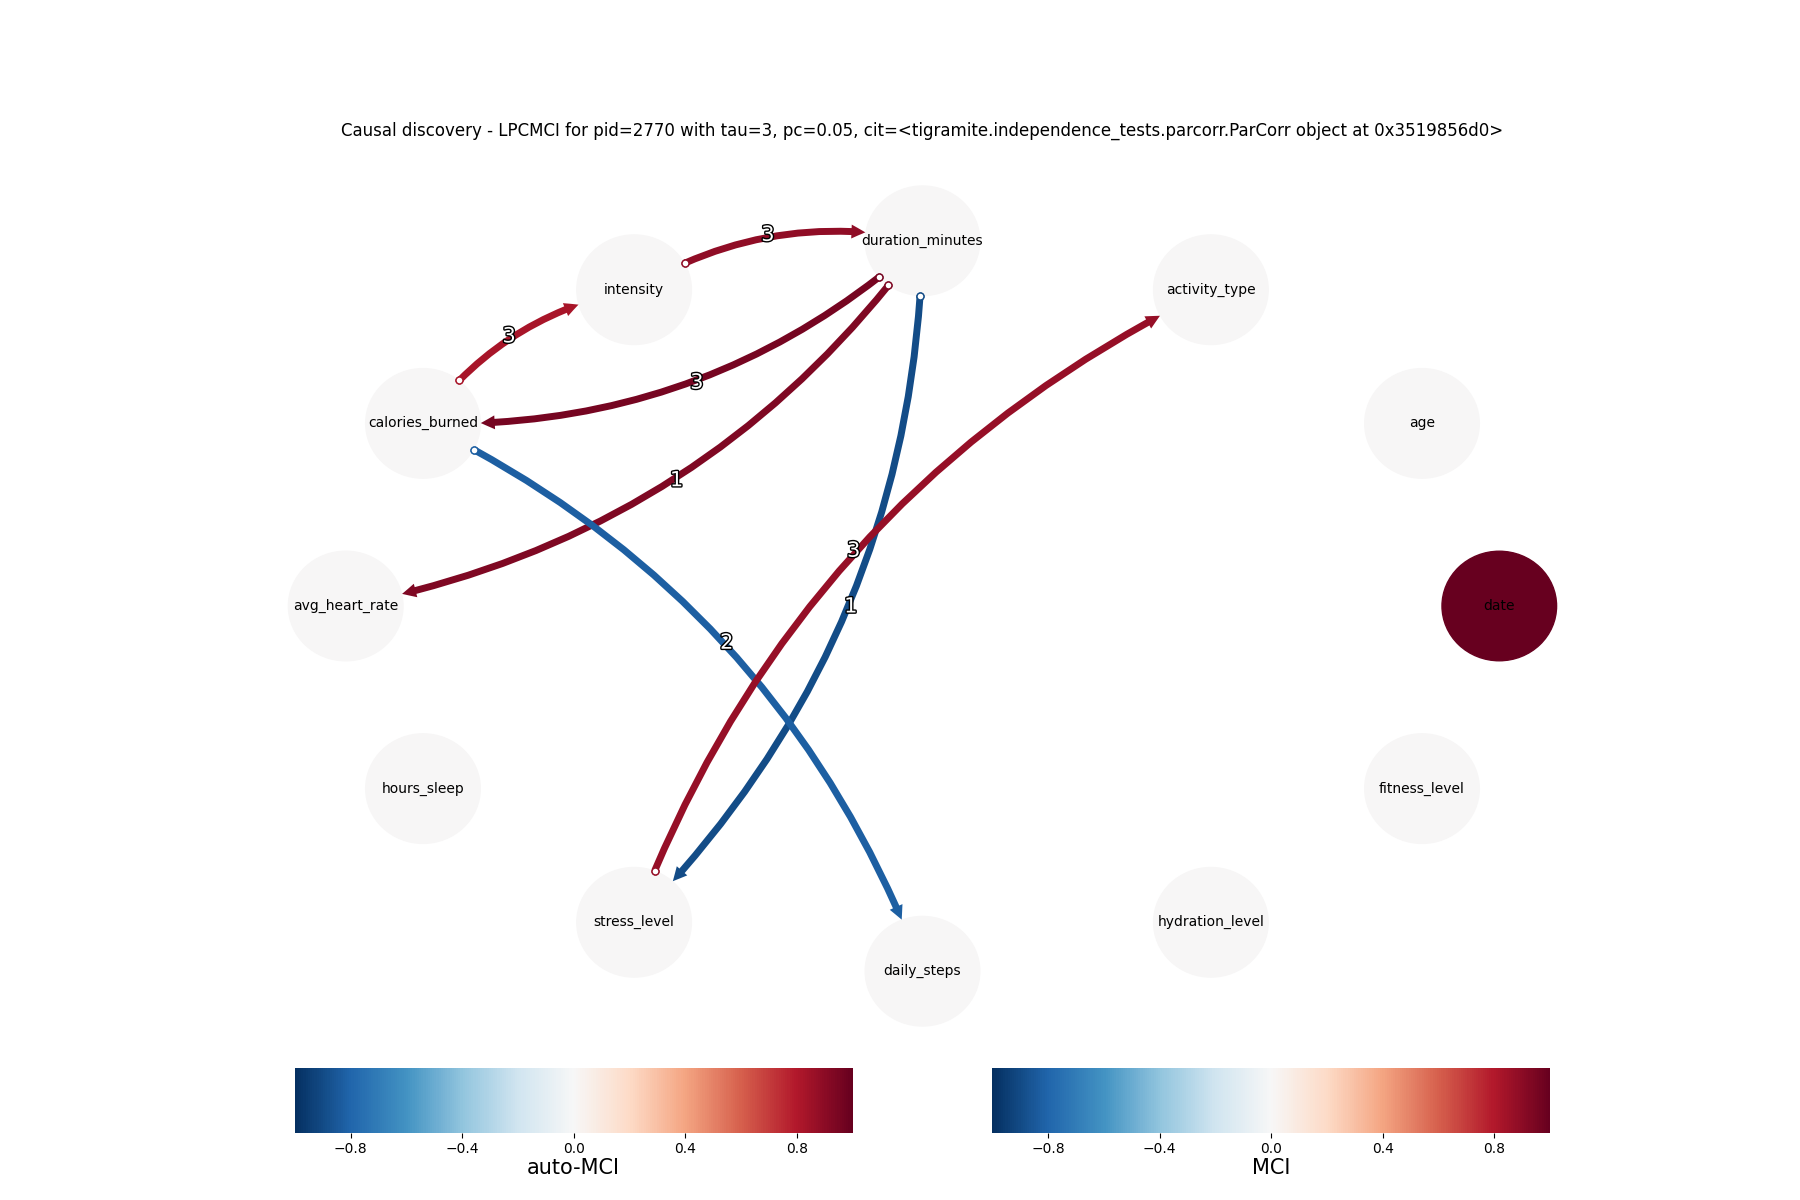 Causal discovery - LPCMCI for pid=2770 with tau=3, pc=0.05, cit=<tigramite.independence_tests.parcorr.ParCorr object at 0x3519856d0>
3
duration_minutes
intensity
activity_type
3
3
calories_burned
age
1
3
avg_heart_rate
1
date
2
hours_sleep
fitness_level
stress_level
hydration_level
daily_steps
−0.8 −0.4 0.0 0.4 0.8
auto-MCI
−0.8 −0.4 0.0 0.4 0.8
MCI